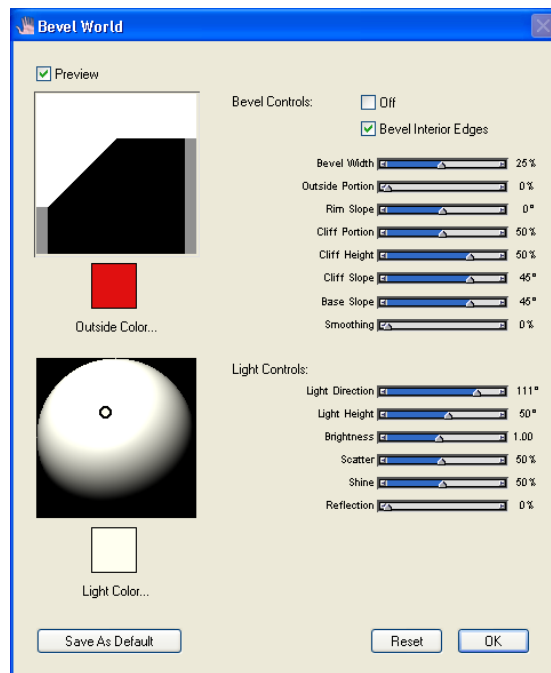 Bevel World
Preview
Outside Color...
Bevel Controls:
Off
Bevel Interior Edges
Bevel Width 25%
Outside Portion 0%
Rim Slope 0°
Cliff Portion 50%
Cliff Height 50%
Cliff Slope 45°
Base Slope 45°
Smoothing 0%
Light Controls:
Light Direction 111°
Light Height 50°
Brightness 1.00
Scatter 50%
Shine 50%
Reflection 0%
Light Color...
Save As Default
Reset
OK